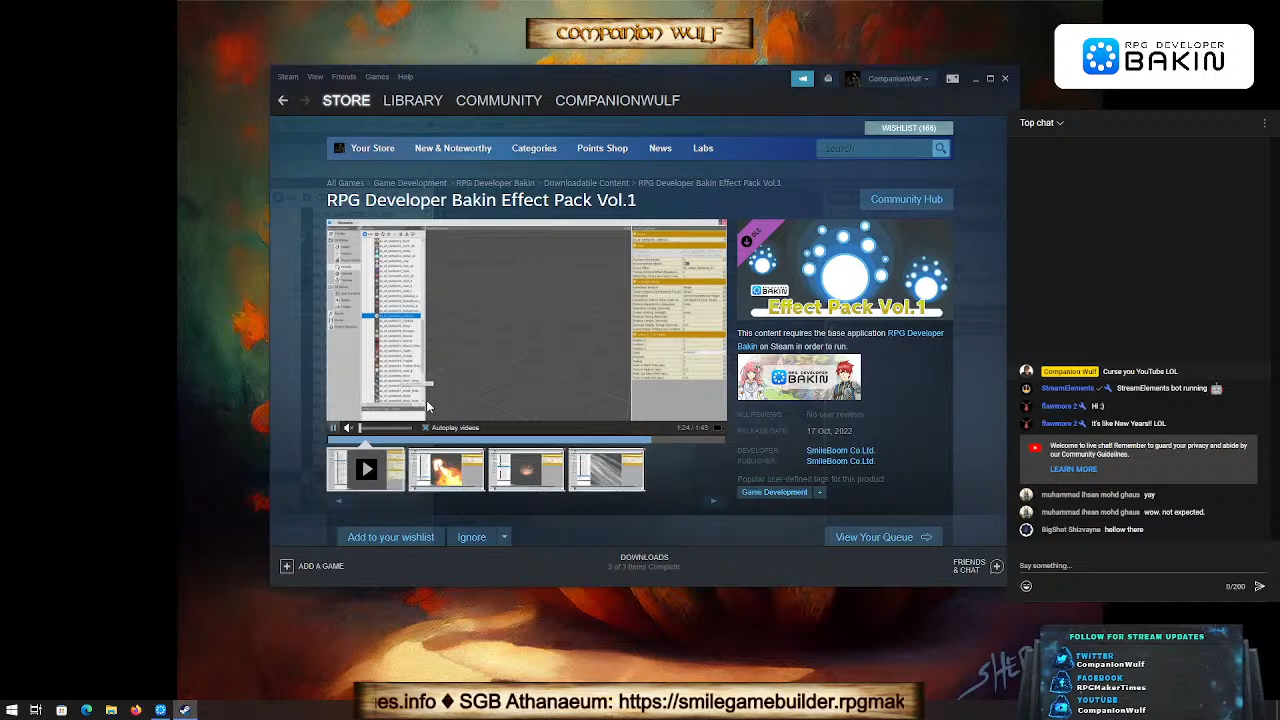 COMPANION WULF
RPG DEVELOPER
BAKIN
Steam View Friends Games Help
CompanionWulf
STORE LIBRARY COMMUNITY COMPANIONWULF
Top chat
WISHLIST (166)
Your Store New & Noteworthy Categories Points Shop News Labs
Search
All Games > Game Development > RPG Developer Bakin > Downloadable Content > RPG Developer Bakin Effect Pack Vol.1
RPG Developer Bakin Effect Pack Vol.1
Community Hub
DLC
BAKIN
Effect Pack Vol.1
This content requires the base application RPG Developer
Bakin on Steam in order to run.
BAKIN
ALL REVIEWS: No user reviews
RELEASE DATE: 17 Oct, 2022
DEVELOPER: SmileBoom Co.Ltd.
PUBLISHER: SmileBoom Co.Ltd.
Popular user-defined tags for this product:
Game Development +
Autoplay videos
1:24 / 1:43
Add to your wishlist
Ignore
View Your Queue
ADD A GAME
DOWNLOADS
3 of 3 Items Complete
FRIENDS
& CHAT
Companion Wulf Curse you YouTube LOL
StreamElements StreamElements bot running
flawmore 2 Hi :)
flawmore 2 It's like New Years!! LOL
Welcome to live chat! Remember to guard your privacy and abide by
our Community Guidelines.
LEARN MORE
muhammad ihsan mohd ghaus yay
muhammad ihsan mohd ghaus wow. not expected.
BigShot Shizvayne hellow there
Say something...
0/200
FOLLOW FOR STREAM UPDATES
TWITTER
CompanionWulf
FACEBOOK
RPGMakerTimes
YOUTUBE
CompanionWulf
SHER
es.info ♦ SGB Athanaeum: https://smilegamebuilder.rpgmak